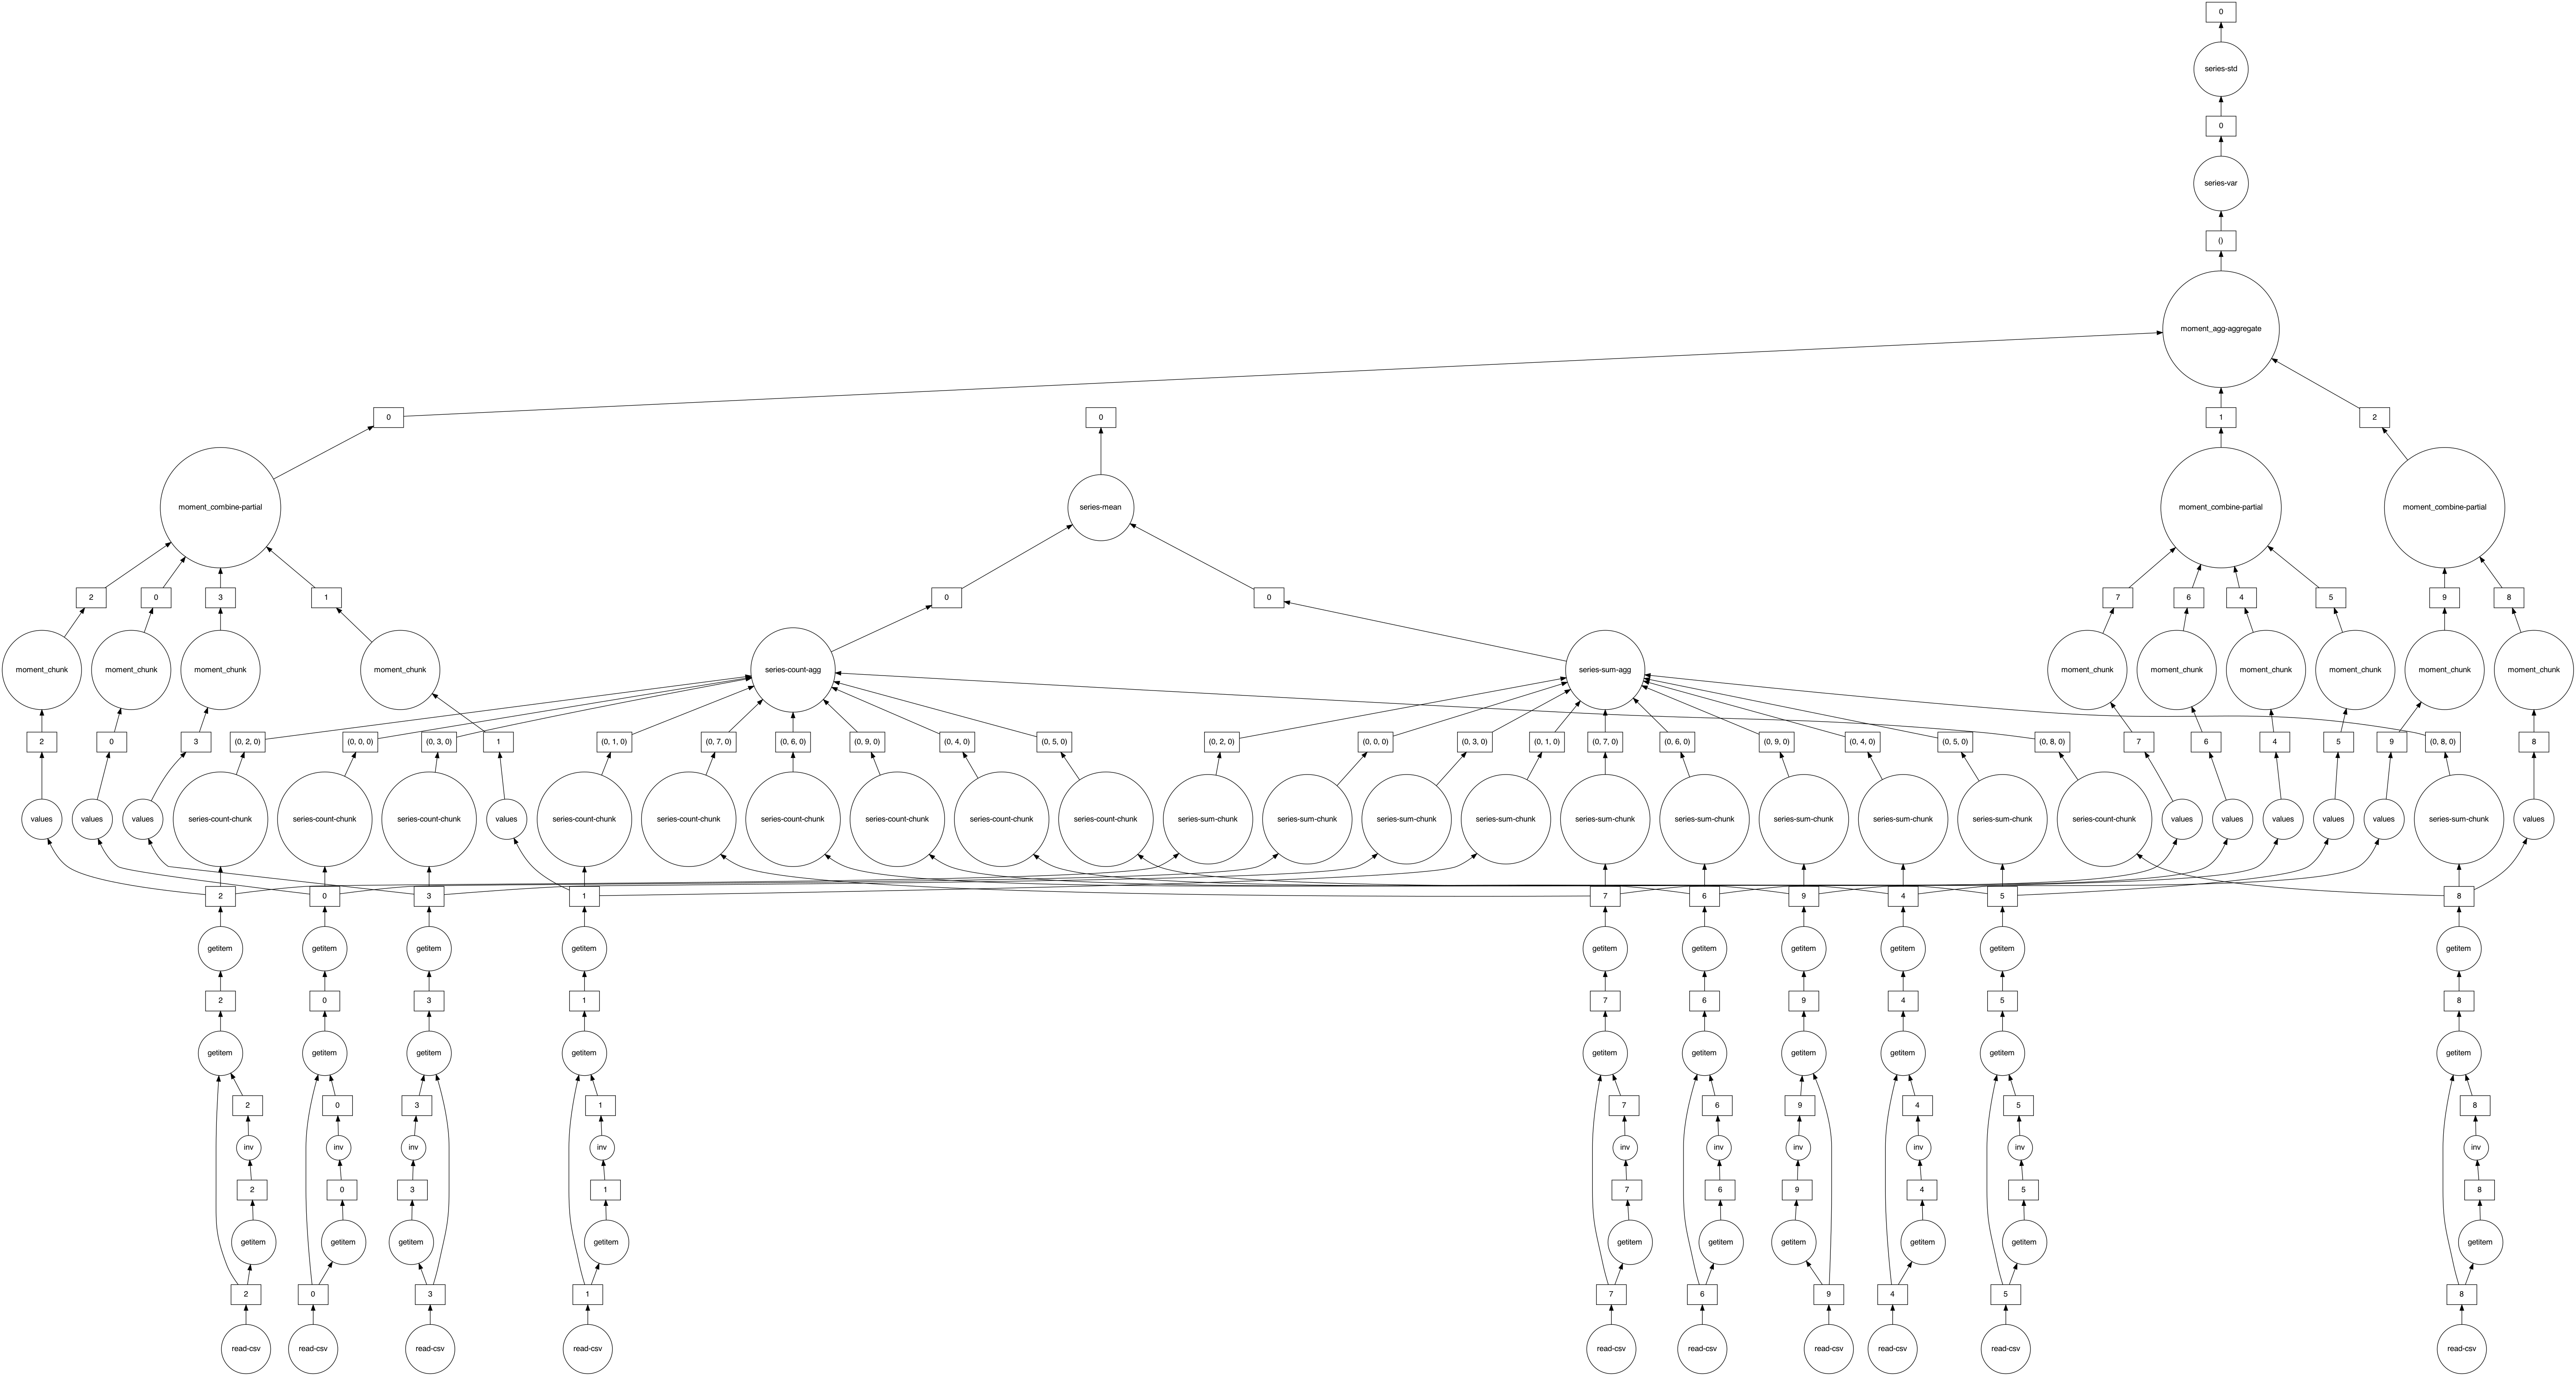 0
series-std
0
series-var
()
moment_agg-aggregate
0 0 1 2
moment_combine-partial series-mean moment_combine-partial moment_combine-partial
2 0 3 1 0 0 7 6 4 5 9 8
moment_chunk moment_chunk moment_chunk moment_chunk series-count-agg series-sum-agg moment_chunk moment_chunk moment_chunk moment_chunk moment_chunk moment_chunk
2 0 3 (0, 2, 0) (0, 0, 0) (0, 3, 0) 1 (0, 1, 0) (0, 7, 0) (0, 6, 0) (0, 9, 0) (0, 4, 0) (0, 5, 0) (0, 2, 0) (0, 0, 0) (0, 3, 0) (0, 1, 0) (0, 7, 0) (0, 6, 0) (0, 9, 0) (0, 4, 0) (0, 5, 0) (0, 8, 0) 7 6 4 5 9 (0, 8, 0) 8
values values values series-count-chunk series-count-chunk series-count-chunk values series-count-chunk series-count-chunk series-count-chunk series-count-chunk series-count-chunk series-count-chunk series-sum-chunk series-sum-chunk series-sum-chunk series-sum-chunk series-sum-chunk series-sum-chunk series-sum-chunk series-sum-chunk series-sum-chunk series-count-chunk values values values values values series-sum-chunk values
2 0 3 1 7 6 9 4 5 8
getitem getitem getitem getitem getitem getitem getitem getitem getitem getitem
2 0 3 1 7 6 9 4 5 8
getitem getitem getitem getitem getitem getitem getitem getitem getitem getitem
2 0 3 1 7 6 9 4 5 8
inv inv inv inv inv inv inv inv inv inv
2 0 3 1 7 6 9 4 5 8
getitem getitem getitem getitem getitem getitem getitem getitem getitem getitem
2 0 3 1 7 6 9 4 5 8
read-csv read-csv read-csv read-csv read-csv read-csv read-csv read-csv read-csv read-csv